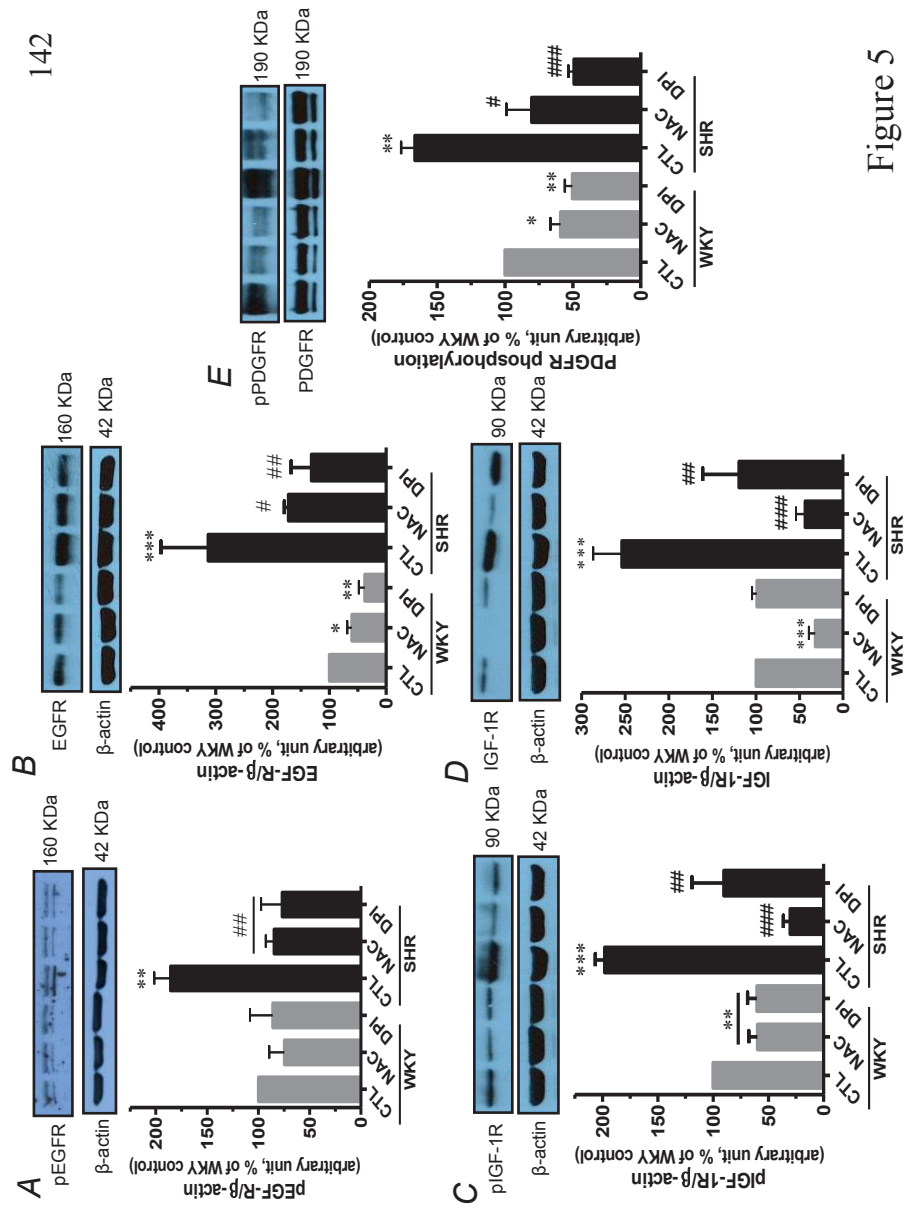 142
A
pEGFR 160 KDa
β-actin 42 KDa
pEGF-R/β-actin
(arbitrary unit, % of WKY control)
200
150
100
50
0
**
##
CTL NAC DPI CTL NAC DPI
WKY SHR
B
EGFR 160 KDa
β-actin 42 KDa
EGF-R/β-actin
(arbitrary unit, % of WKY control)
400
300
200
100
0
* ** *** # ##
CTL NAC DPI CTL NAC DPI
WKY SHR
C
pIGF-1R 90 KDa
β-actin 42 KDa
pIGF-1R/β-actin
(arbitrary unit, % of WKY control)
200
150
100
50
0
** *** ### ##
CTL NAC DPI CTL NAC DPI
WKY SHR
D
IGF-1R 90 KDa
β-actin 42 KDa
IGF-1R/β-actin
(arbitrary unit, % of WKY control)
300
250
200
150
100
50
0
*** *** ### ##
CTL NAC DPI CTL NAC DPI
WKY SHR
E
pPDGFR 190 KDa
PDGFR 190 KDa
PDGFR phosphorylation
(arbitrary unit, % of WKY control)
200
150
100
50
0
* ** ** # ###
CTL NAC DPI CTL NAC DPI
WKY SHR
Figure 5